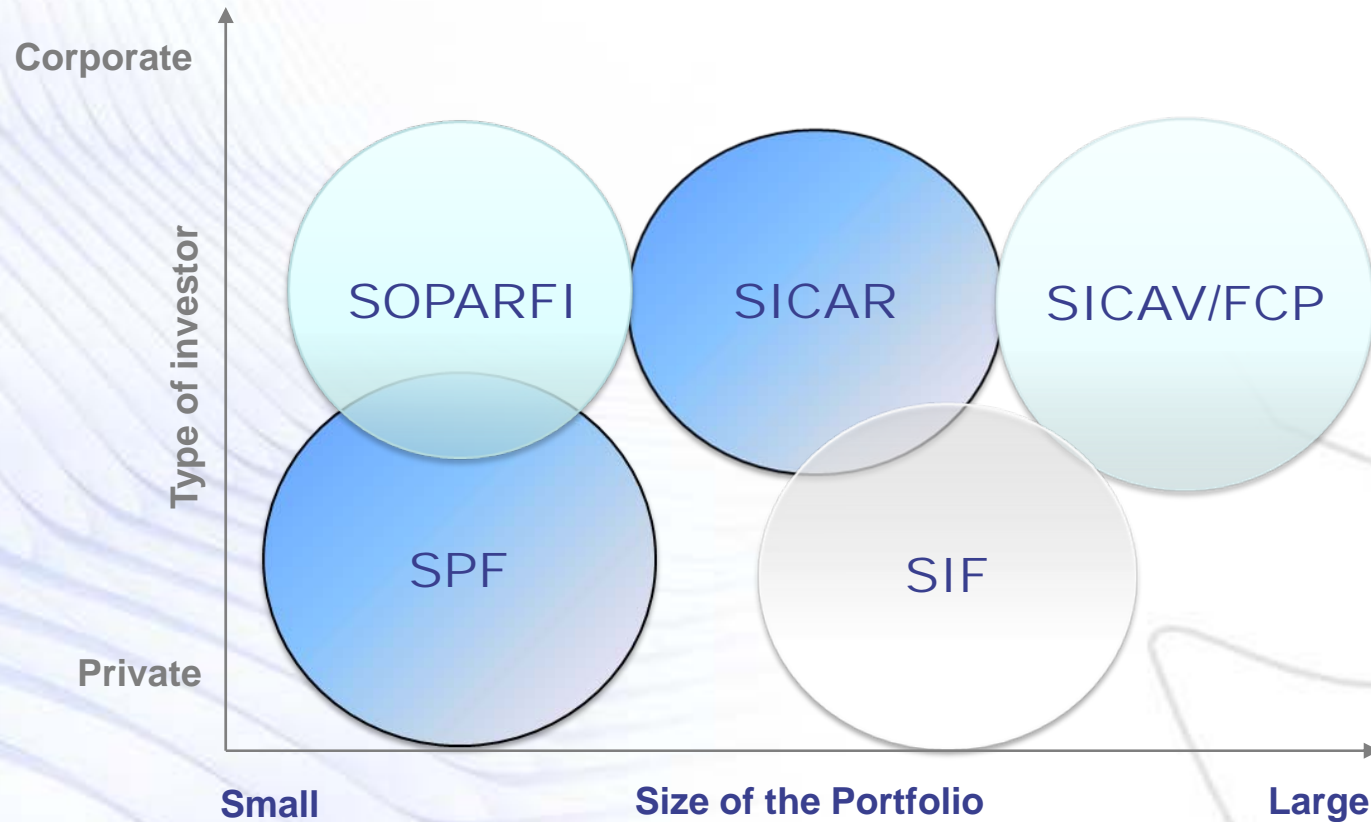 Corporate
Type of investor
SOPARFI
SICAR
SICAV/FCP
SPF
SIF
Private
Small
Size of the Portfolio
Large